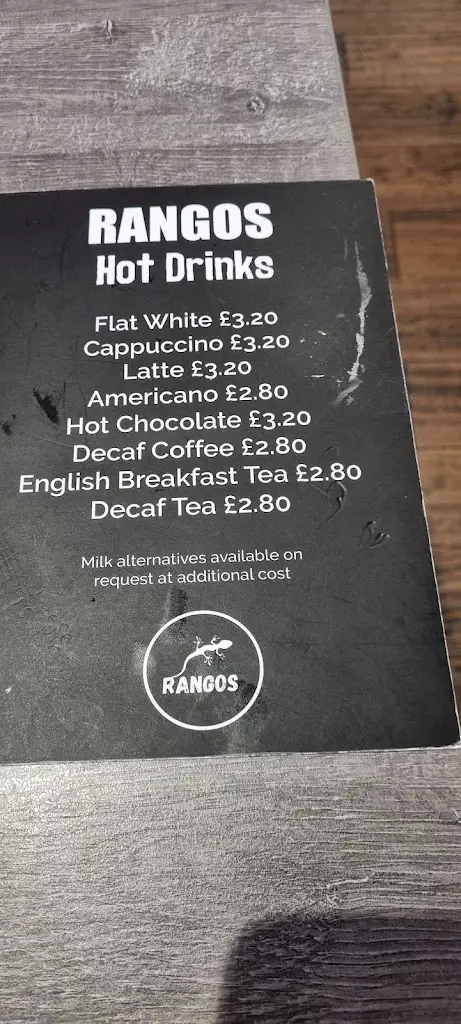 RANGOS
Hot Drinks
Flat White £3.20
Cappuccino £3.20
Latte £3.20
Americano £2.80
Hot Chocolate £3.20
Decaf Coffee £2.80
English Breakfast Tea £2.80
Decaf Tea £2.80
Milk alternatives available on
request at additional cost
RANGOS